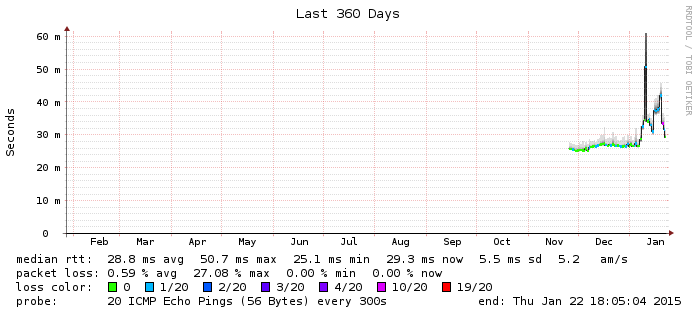 Last 360 Days
RRDTOOL / TOBI OETIKER
Seconds
60 m
50 m
40 m
30 m
20 m
10 m
0
Feb Mar Apr May Jun Jul Aug Sep Oct Nov Dec Jan
median rtt: 28.8 ms avg 50.7 ms max 25.1 ms min 29.3 ms now 5.5 ms sd 5.2 am/s
packet loss: 0.59 % avg 27.08 % max 0.00 % min 0.00 % now
loss color: 0 1/20 2/20 3/20 4/20 10/20 19/20
probe: 20 ICMP Echo Pings (56 Bytes) every 300s end: Thu Jan 22 18:05:04 2015